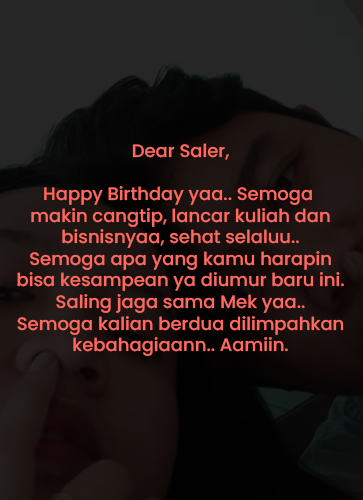 Dear Saler,
Happy Birthday yaa.. Semoga
makin cangtip, lancar kuliah dan
bisnisnyaa, sehat selaluu..
Semoga apa yang kamu harapin
bisa kesampean ya diumur baru ini.
Saling jaga sama Mek yaa..
Semoga kalian berdua dilimpahkan
kebahagiaann.. Aamiin.